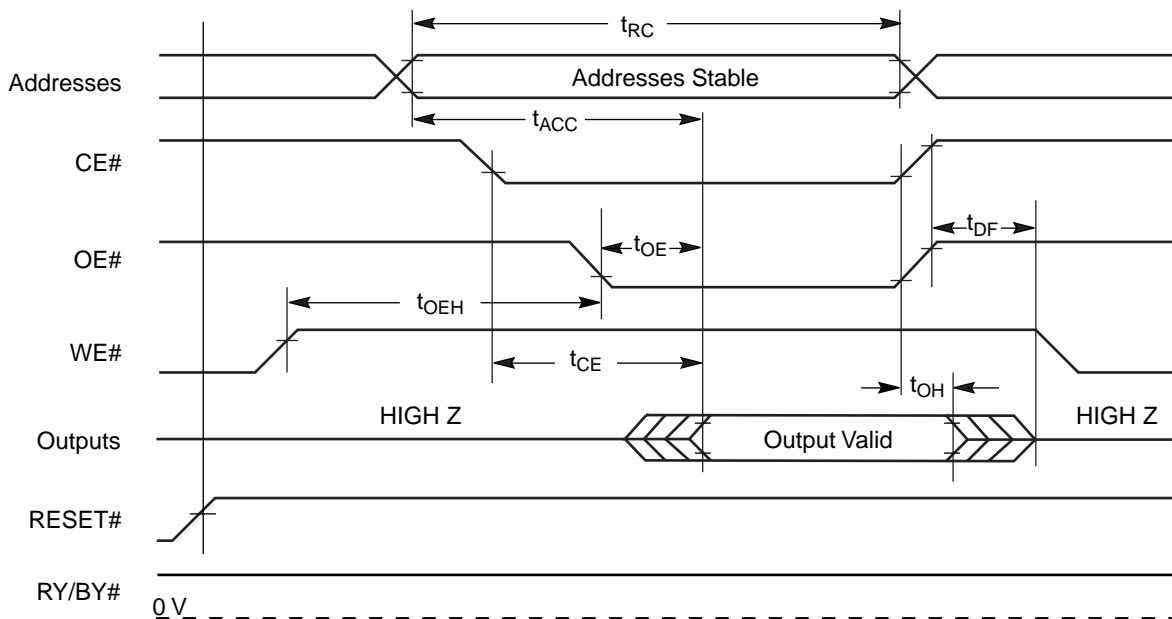 tRC
Addresses
Addresses Stable
tACC
CE#
tDF
OE#
tOE
tOEH
WE#
tCE
tOH
HIGH Z
HIGH Z
Outputs
Output Valid
RESET#
RY/BY#
0 V